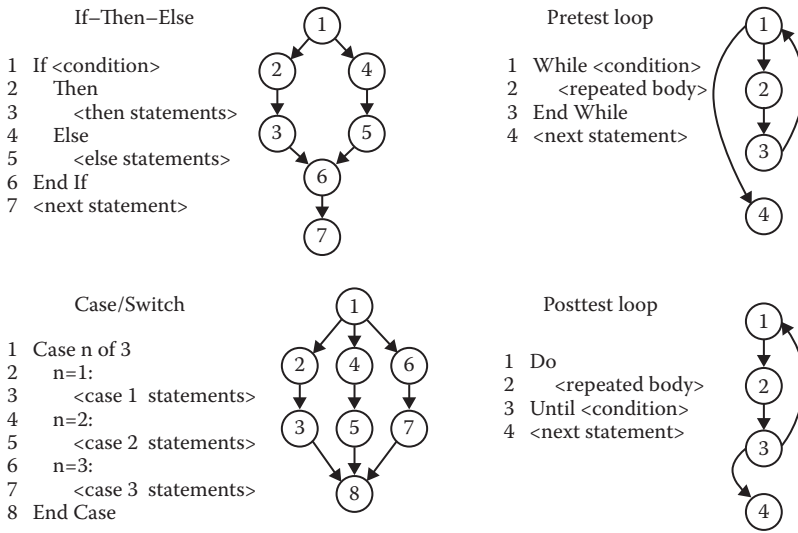 If–Then–Else
1 If <condition>
2 Then
3 <then statements>
4 Else
5 <else statements>
6 End If
7 <next statement>
1
2
4
3
5
6
7
Pretest loop
1 While <condition>
2 <repeated body>
3 End While
4 <next statement>
1
2
3
4
Case/Switch
1 Case n of 3
2 n=1:
3 <case 1 statements>
4 n=2:
5 <case 2 statements>
6 n=3:
7 <case 3 statements>
8 End Case
1
2
4
6
3
5
7
8
Posttest loop
1 Do
2 <repeated body>
3 Until <condition>
4 <next statement>
1
2
3
4